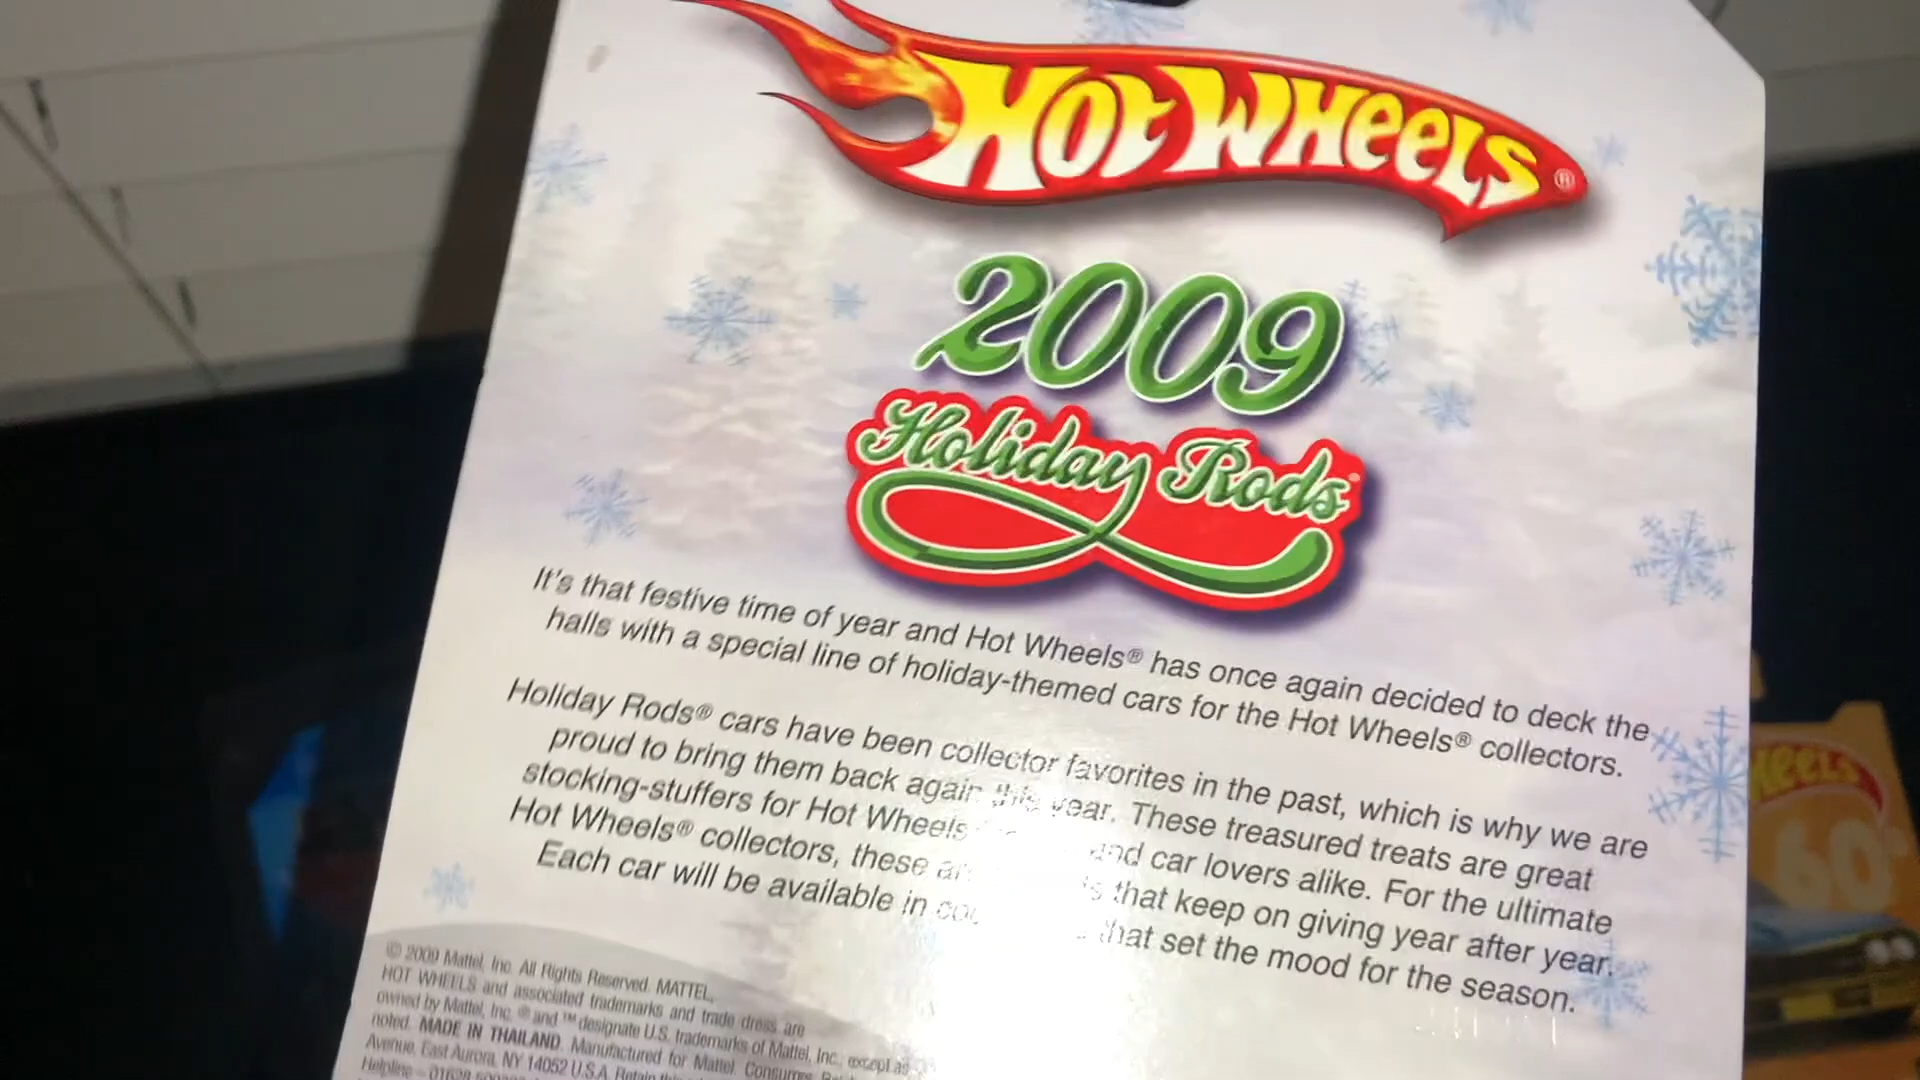 HOT WHEELS®
2009
Holiday Rods
It's that festive time of year and Hot Wheels® has once again decided to deck the
halls with a special line of holiday-themed cars for the Hot Wheels® collectors.
Holiday Rods® cars have been collector favorites in the past, which is why we are
proud to bring them back again this year. These treasured treats are great
stocking-stuffers for Hot Wheels and car lovers alike. For the ultimate
Hot Wheels® collectors, these that keep on giving year after year.
Each car will be available in that set the mood for the season.
© 2009 Mattel, Inc. All Rights Reserved. MATTEL,
HOT WHEELS and associated trademarks and trade dress are
owned by Mattel, Inc. ® and ™ designate U.S. trademarks of Mattel, Inc., except as
noted. MADE IN THAILAND. Manufactured for Mattel. Consumer
Avenue, East Aurora, NY 14052 U.S.A. Retain this
Helpline – 01628
WHEELS
60